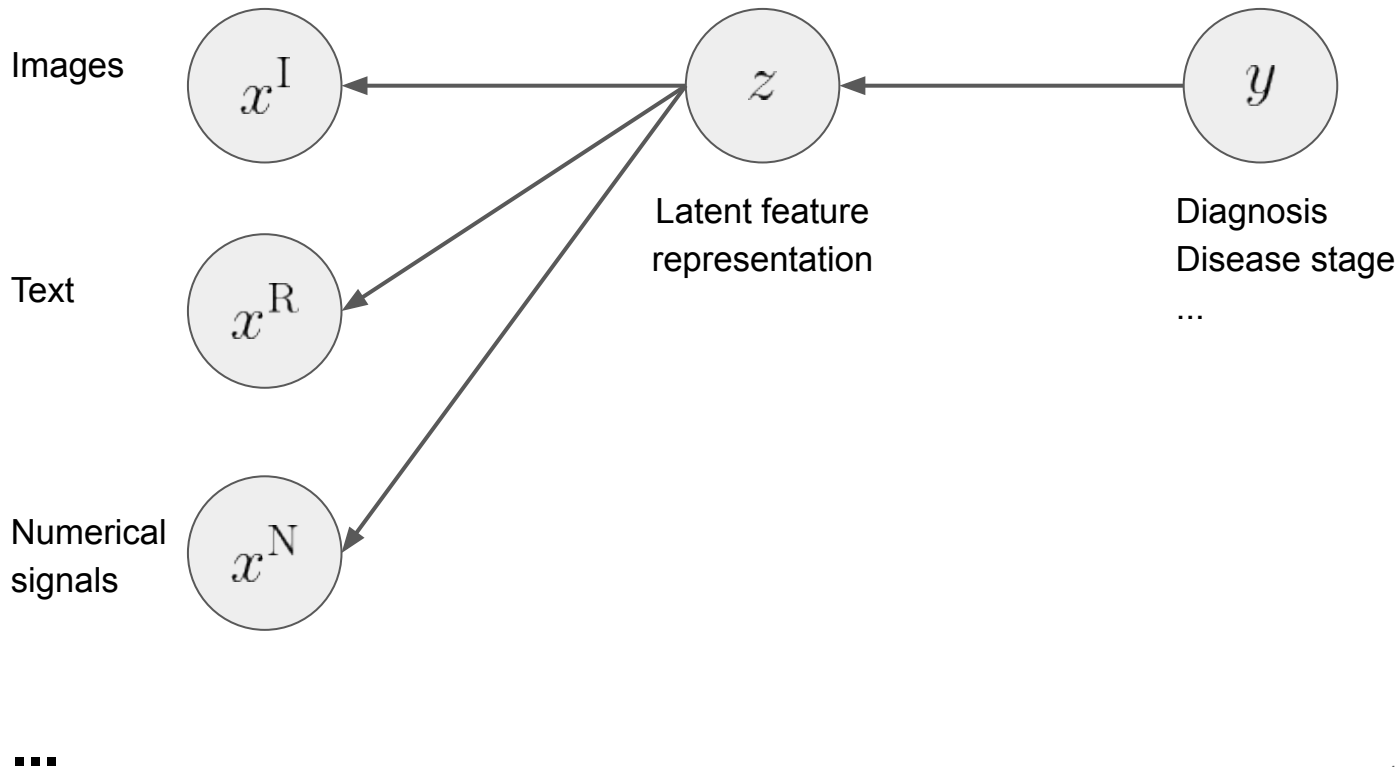 Images
x^I
z
y
Latent feature
representation
Diagnosis
Disease stage
...
Text
x^R
Numerical
signals
x^N
...